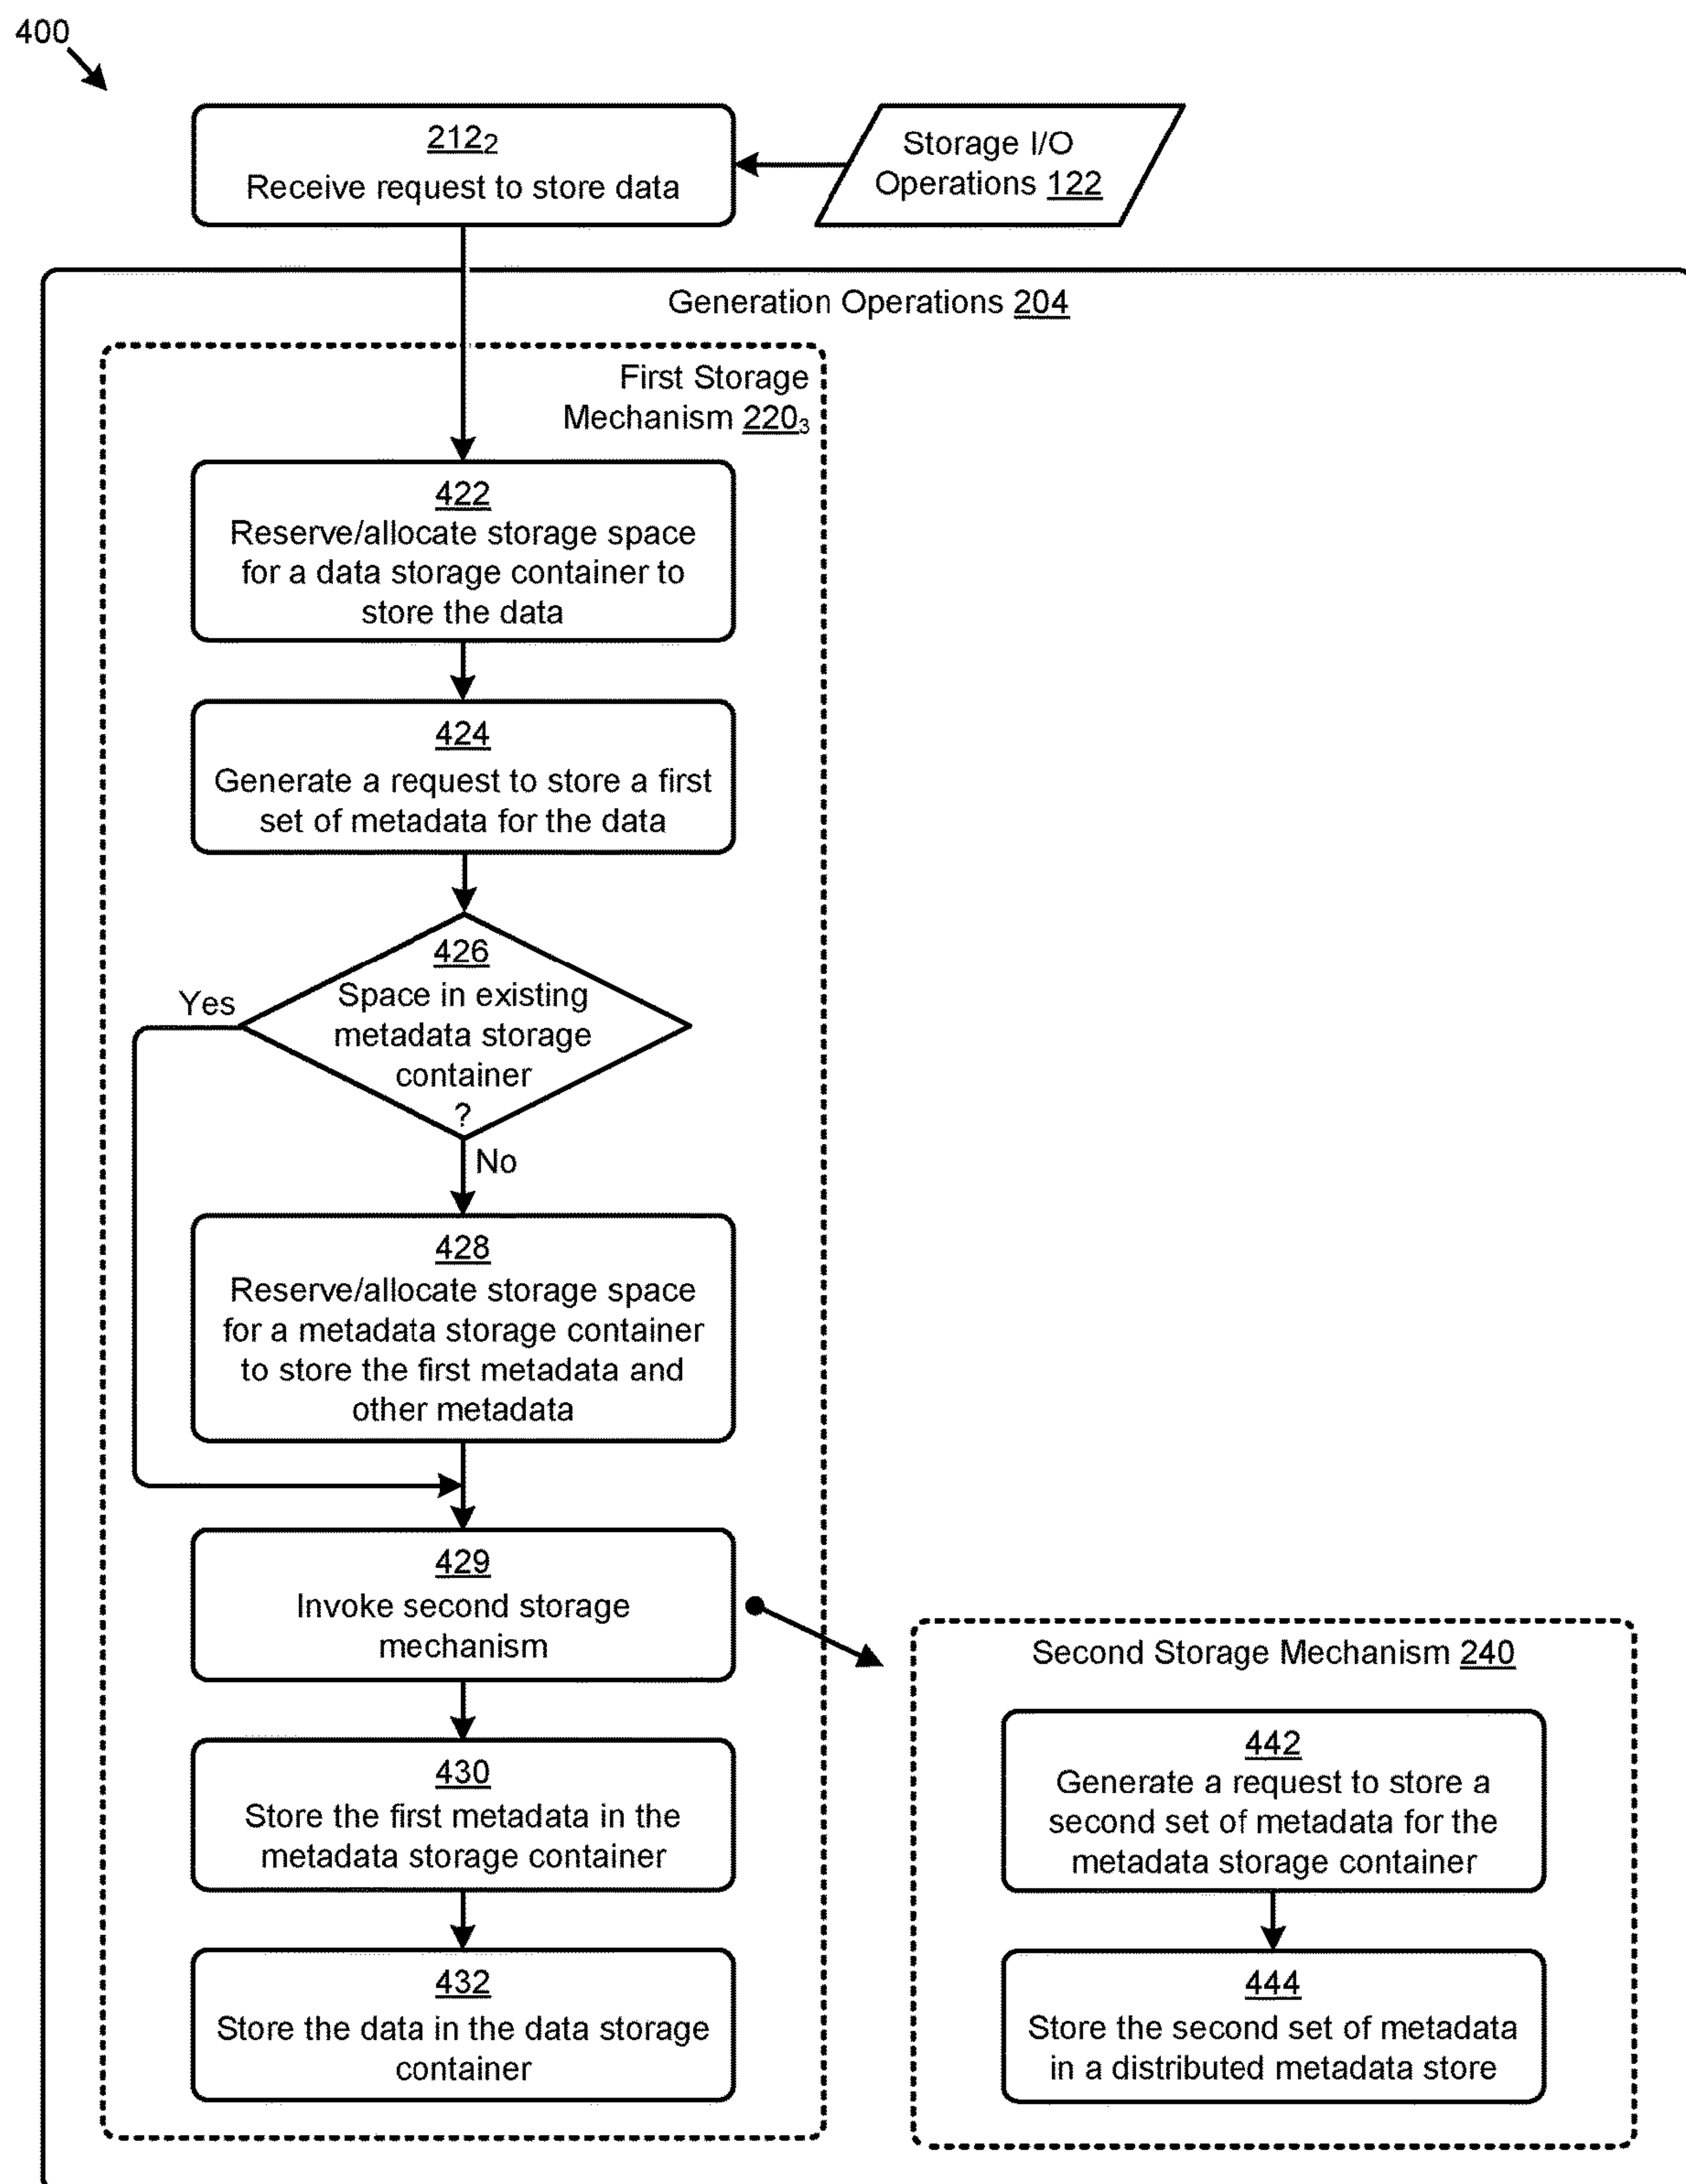 400
212₂
Receive request to store data
Storage I/O
Operations 122
Generation Operations 204
First Storage
Mechanism 220₃
422
Reserve/allocate storage space
for a data storage container to
store the data
424
Generate a request to store a first
set of metadata for the data
426
Space in existing
metadata storage
container
?
Yes
No
428
Reserve/allocate storage space
for a metadata storage container
to store the first metadata and
other metadata
429
Invoke second storage
mechanism
430
Store the first metadata in the
metadata storage container
432
Store the data in the data storage
container
Second Storage Mechanism 240
442
Generate a request to store a
second set of metadata for the
metadata storage container
444
Store the second set of metadata
in a distributed metadata store